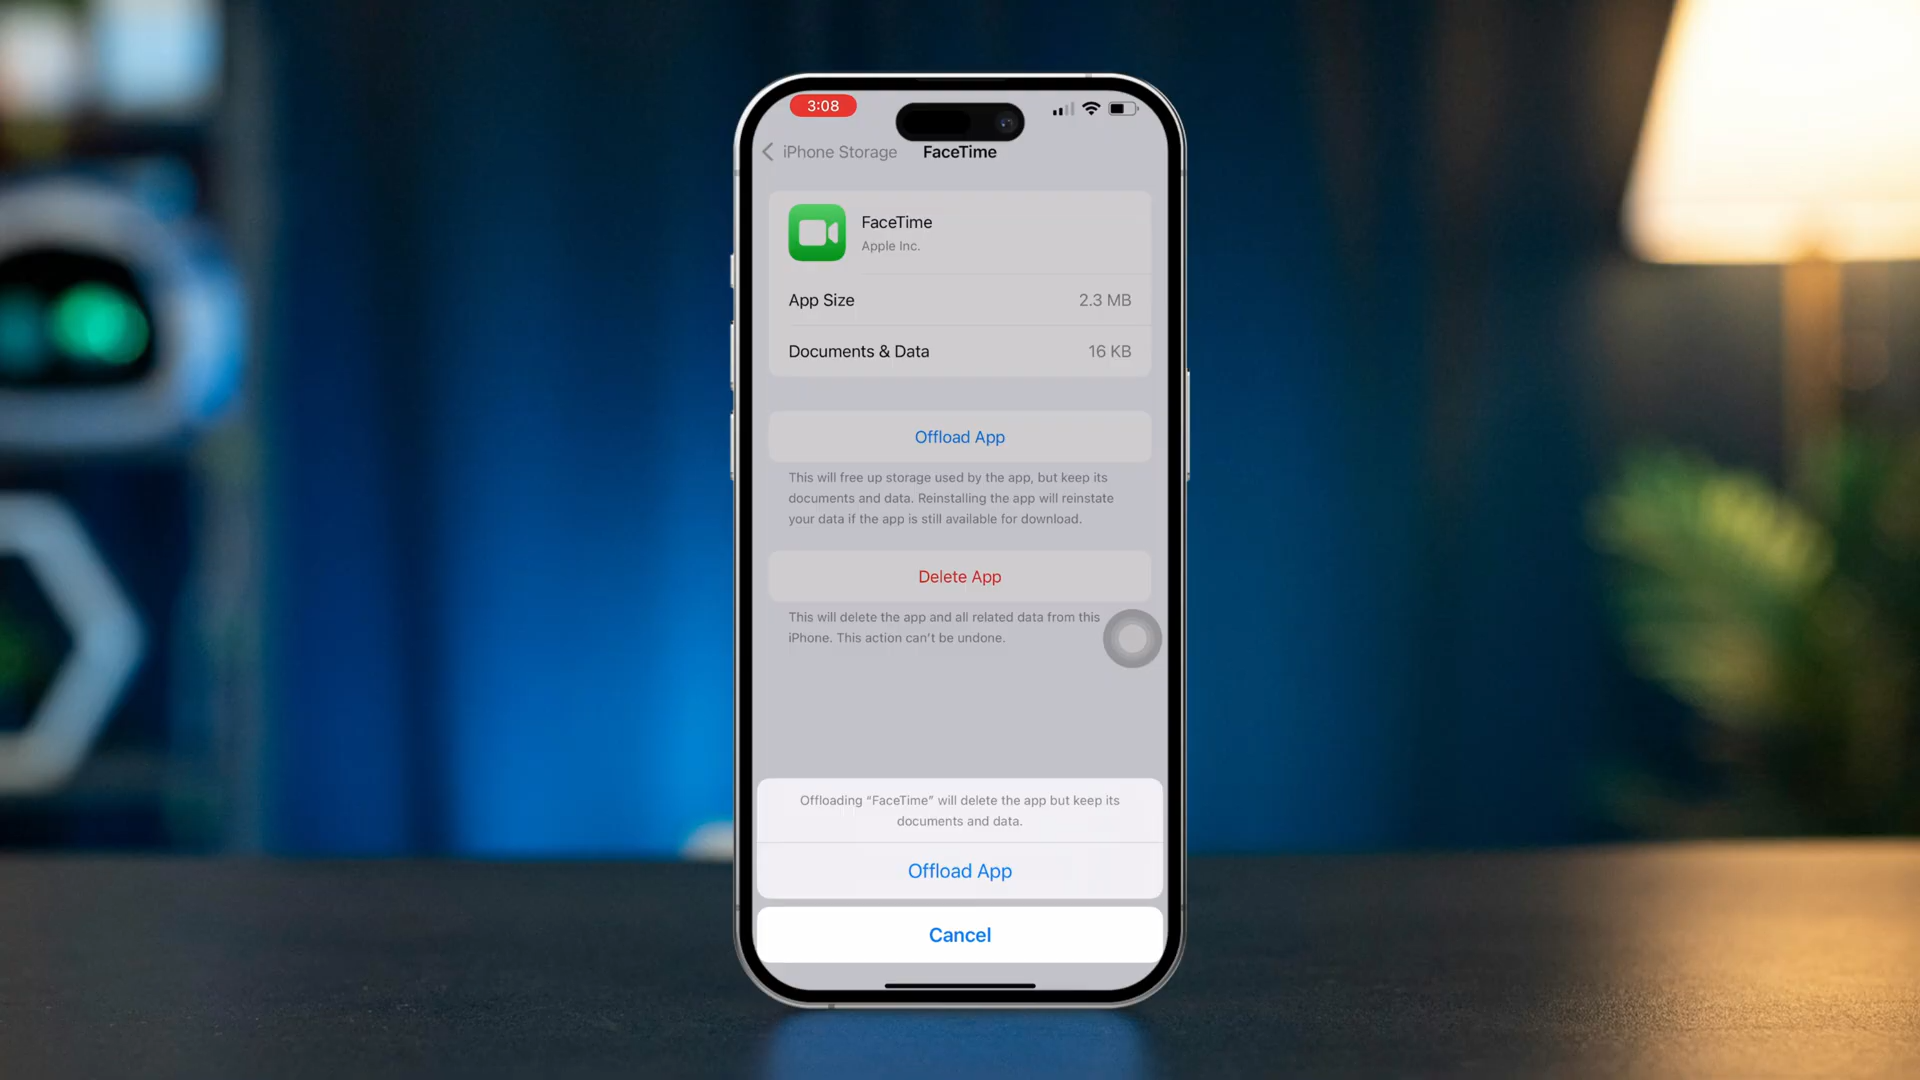 3:08
iPhone Storage
FaceTime
FaceTime
Apple Inc.
App Size
2.3 MB
Documents & Data
16 KB
Offload App
This will free up storage used by the app, but keep its
documents and data. Reinstalling the app will reinstate
your data if the app is still available for download.
Delete App
This will delete the app and all related data from this
iPhone. This action can't be undone.
Offloading “FaceTime” will delete the app but keep its
documents and data.
Offload App
Cancel